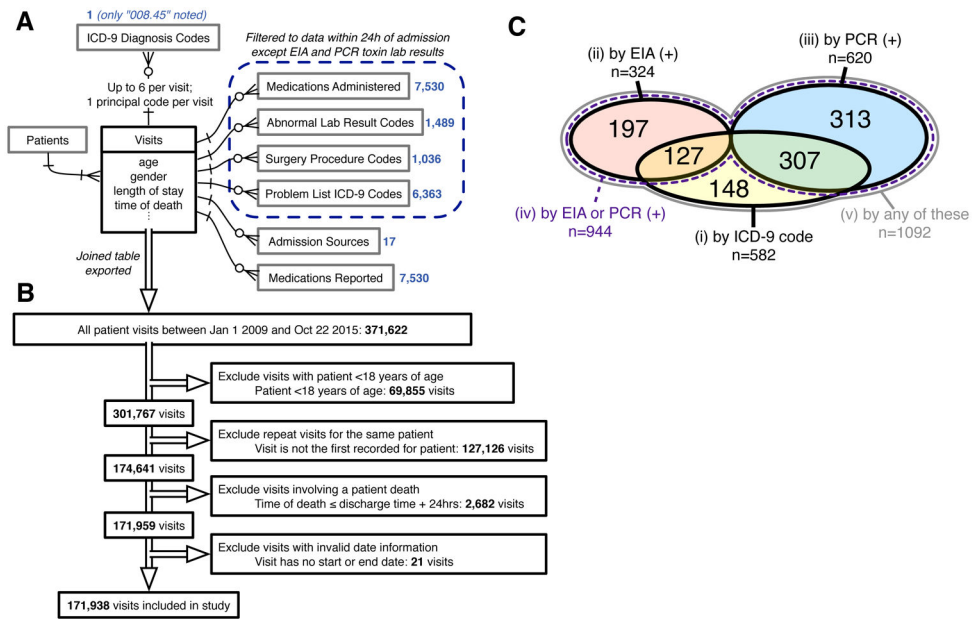 A
1 (only "008.45" noted)
ICD-9 Diagnosis Codes
Up to 6 per visit;
1 principal code per visit
Patients
Visits
age
gender
length of stay
time of death
Filtered to data within 24h of admission
except EIA and PCR toxin lab results
Medications Administered 7,530
Abnormal Lab Result Codes 1,489
Surgery Procedure Codes 1,036
Problem List ICD-9 Codes 6,363
Admission Sources 17
Medications Reported 7,530
Joined table
exported
B
All patient visits between Jan 1 2009 and Oct 22 2015: 371,622
Exclude visits with patient <18 years of age
Patient <18 years of age: 69,855 visits
301,767 visits
Exclude repeat visits for the same patient
Visit is not the first recorded for patient: 127,126 visits
174,641 visits
Exclude visits involving a patient death
Time of death ≤ discharge time + 24hrs: 2,682 visits
171,959 visits
Exclude visits with invalid date information
Visit has no start or end date: 21 visits
171,938 visits included in study
C
(ii) by EIA (+)
n=324
(iii) by PCR (+)
n=620
197
313
127
307
148
(iv) by EIA or PCR (+)
n=944
(i) by ICD-9 code
n=582
(v) by any of these
n=1092